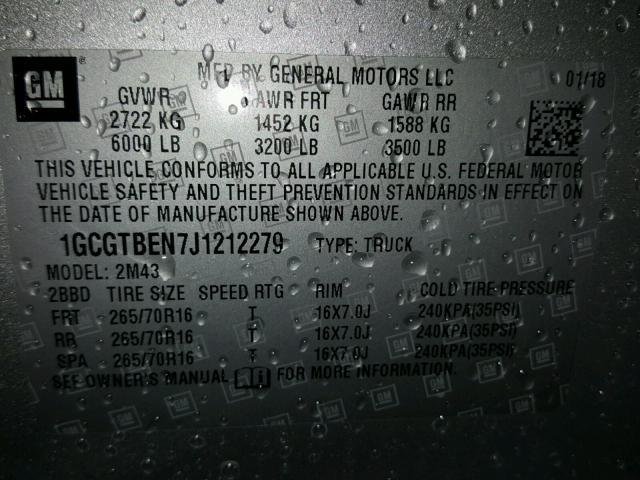 GM
MFD BY GENERAL MOTORS LLC 01/18
GVWR GAWR FRT GAWR RR
2722 KG 1452 KG 1588 KG
6000 LB 3200 LB 3500 LB
THIS VEHICLE CONFORMS TO ALL APPLICABLE U.S. FEDERAL MOTOR
VEHICLE SAFETY AND THEFT PREVENTION STANDARDS IN EFFECT ON
THE DATE OF MANUFACTURE SHOWN ABOVE.
1GCGTBEN7J1212279 TYPE: TRUCK
MODEL: 2M43
2BBD TIRE SIZE SPEED RTG RIM COLD TIRE PRESSURE
FRT 265/70R16 T 16X7.0J 240KPA(35PSI)
RR 265/70R16 T 16X7.0J 240KPA(35PSI)
SPA 265/70R16 T 16X7.0J 240KPA(35PSI)
SEE OWNER'S MANUAL FOR MORE INFORMATION.